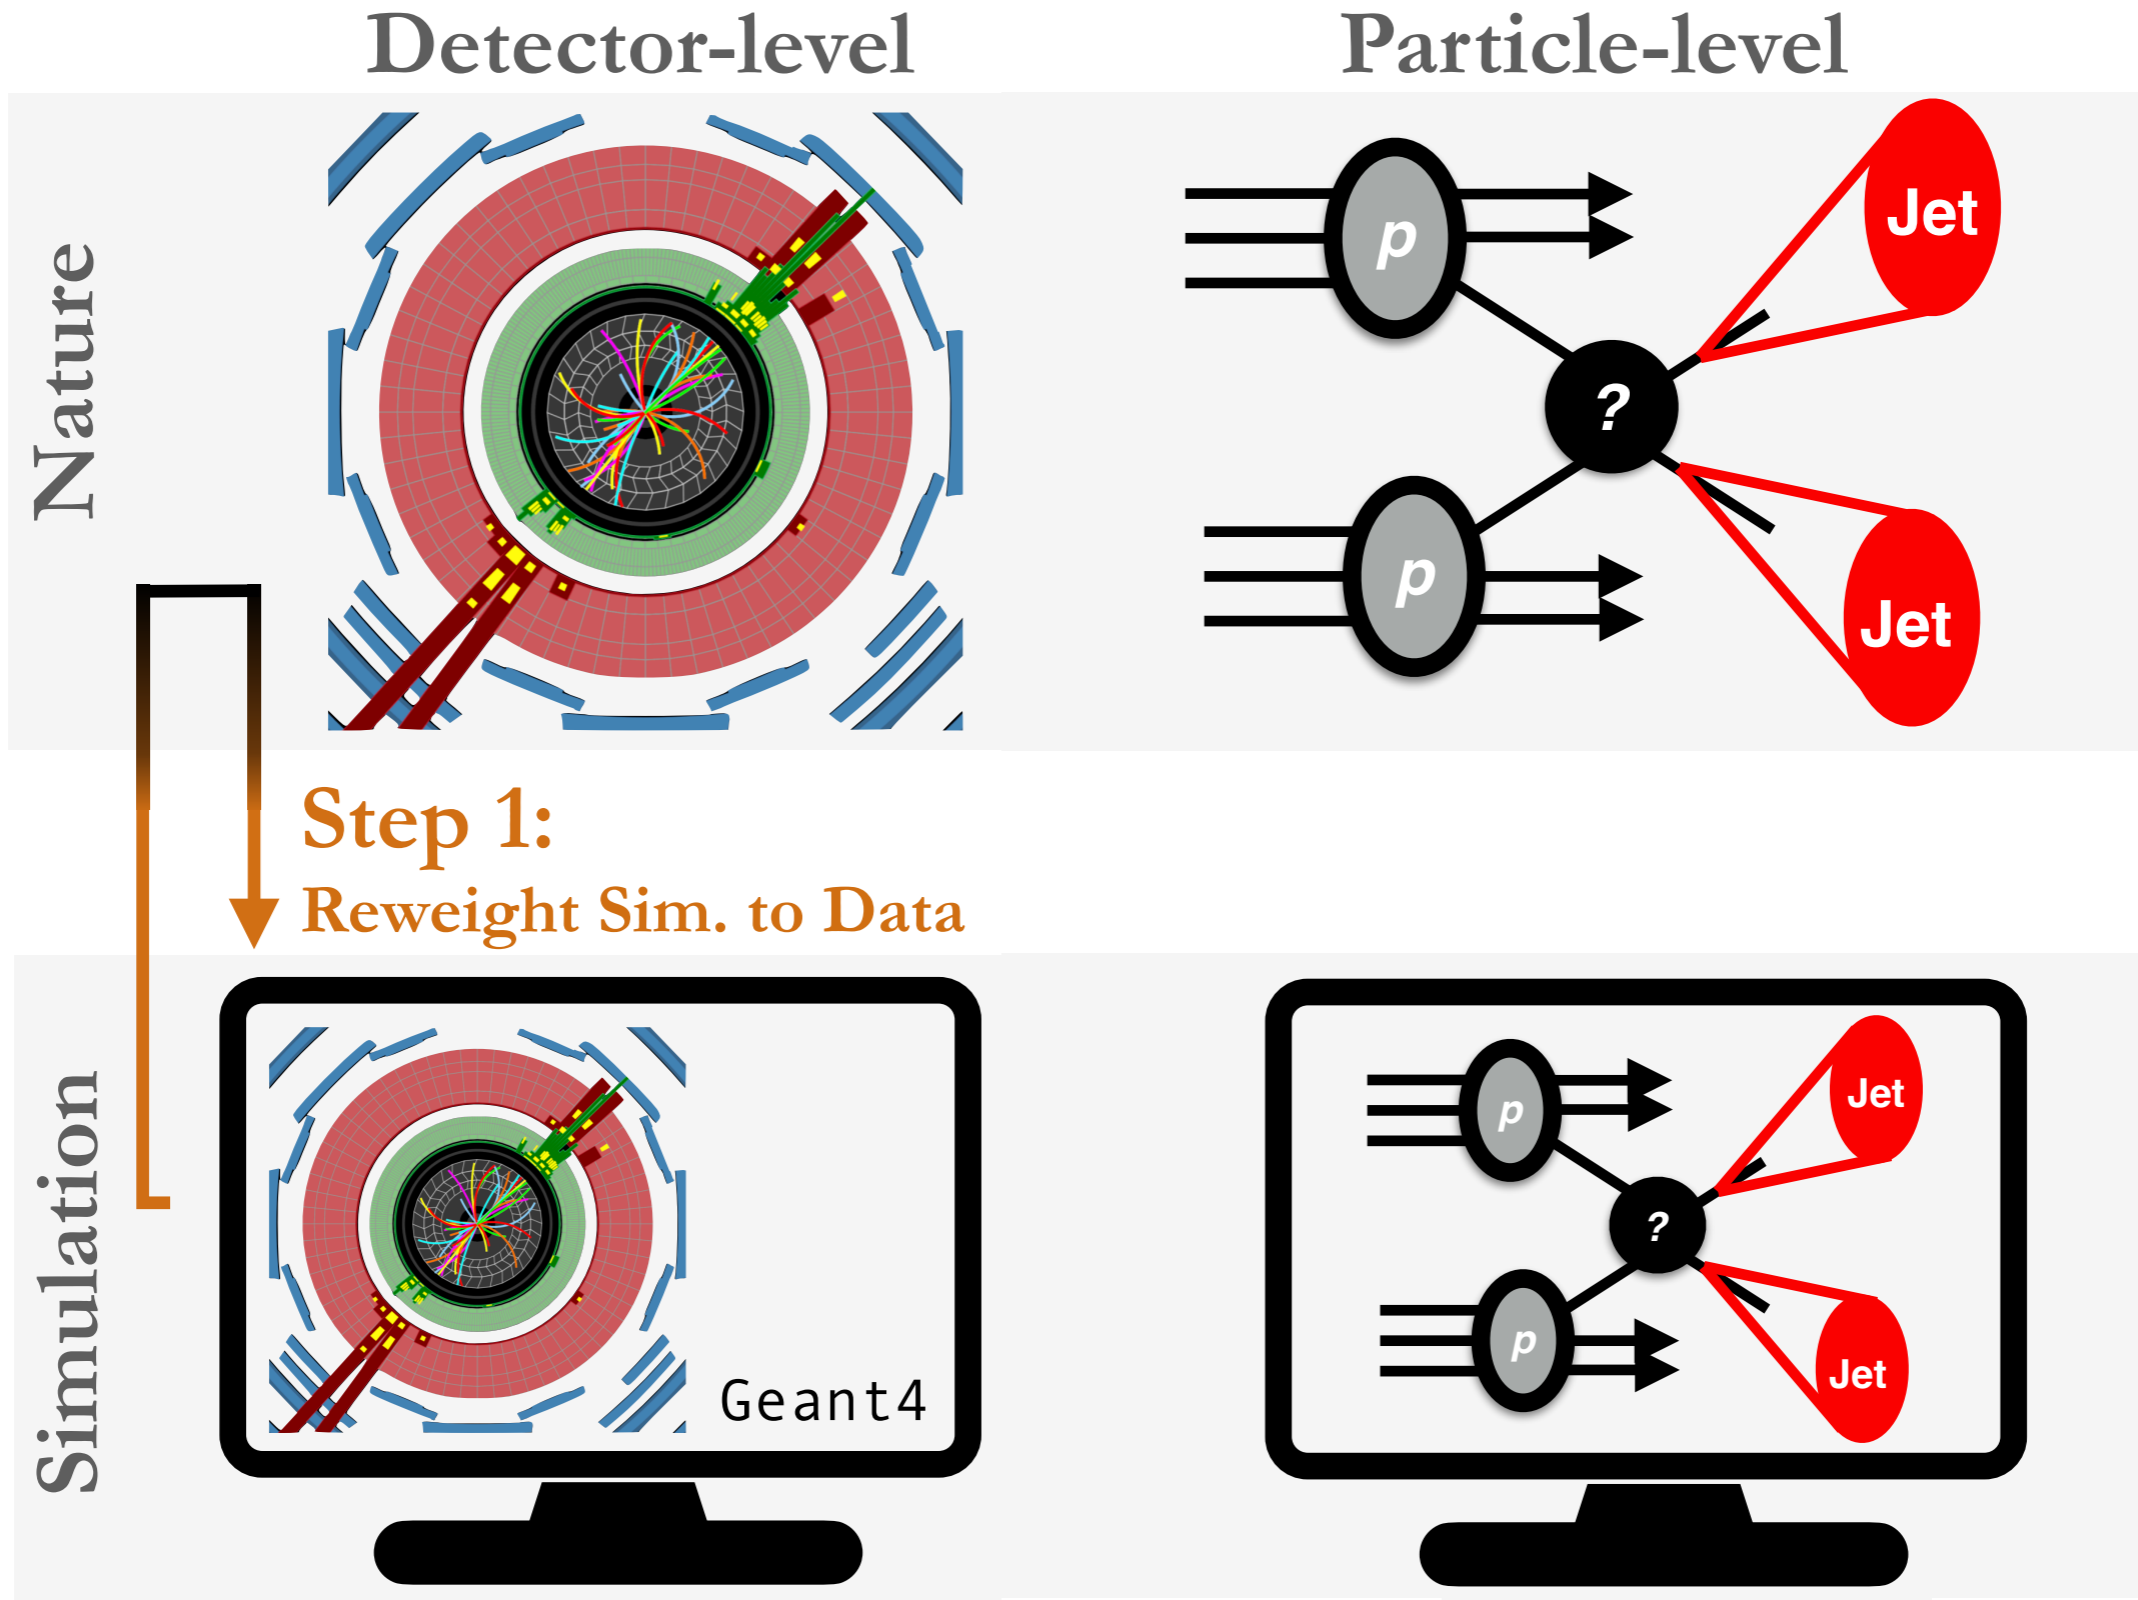 Detector-level
Particle-level
Nature
p
Jet
?
p
Jet
Step 1:
Reweight Sim. to Data
Simulation
Geant4
p
Jet
?
p
Jet